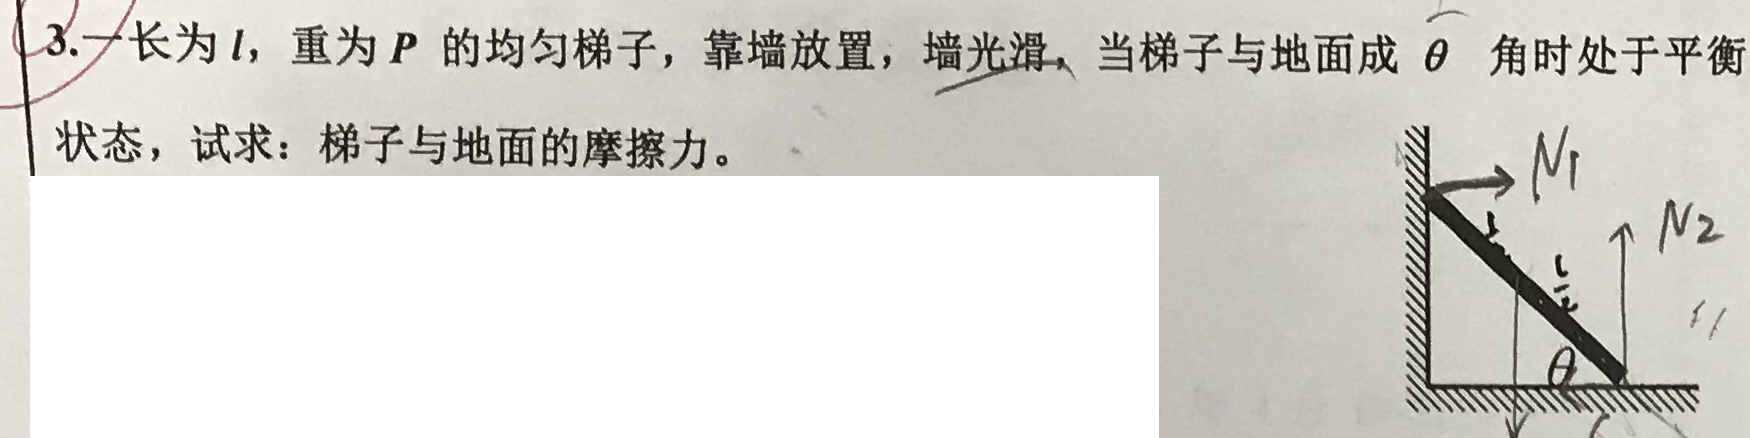 3.一长为 l，重为 P 的均匀梯子，靠墙放置，墙光滑，当梯子与地面成 θ 角时处于平衡
状态，试求：梯子与地面的摩擦力。
N1
N2
θ